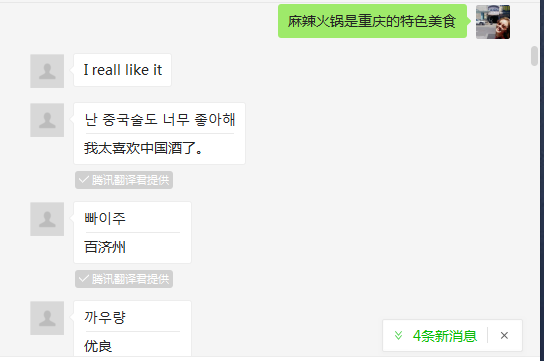 麻辣火锅是重庆的特色美食
I reall like it
난 중국술도 너무 좋아해
我太喜欢中国酒了。
腾讯翻译君提供
빠이주
百济州
腾讯翻译君提供
까우량
优良
4条新消息